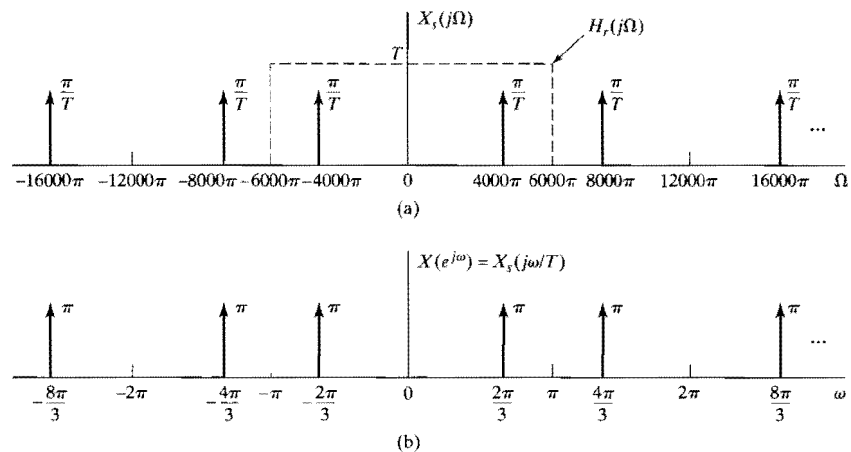 X_s(jΩ)
H_r(jΩ)
T
π/T π/T π/T π/T π/T π/T ...
−16000π −12000π −8000π −6000π −4000π 0 4000π 6000π 8000π 12000π 16000π Ω
(a)
X(e^{jω}) = X_s(jω/T)
π π π π π π ...
−8π/3 −2π −4π/3 −π −2π/3 0 2π/3 π 4π/3 2π 8π/3 ω
(b)